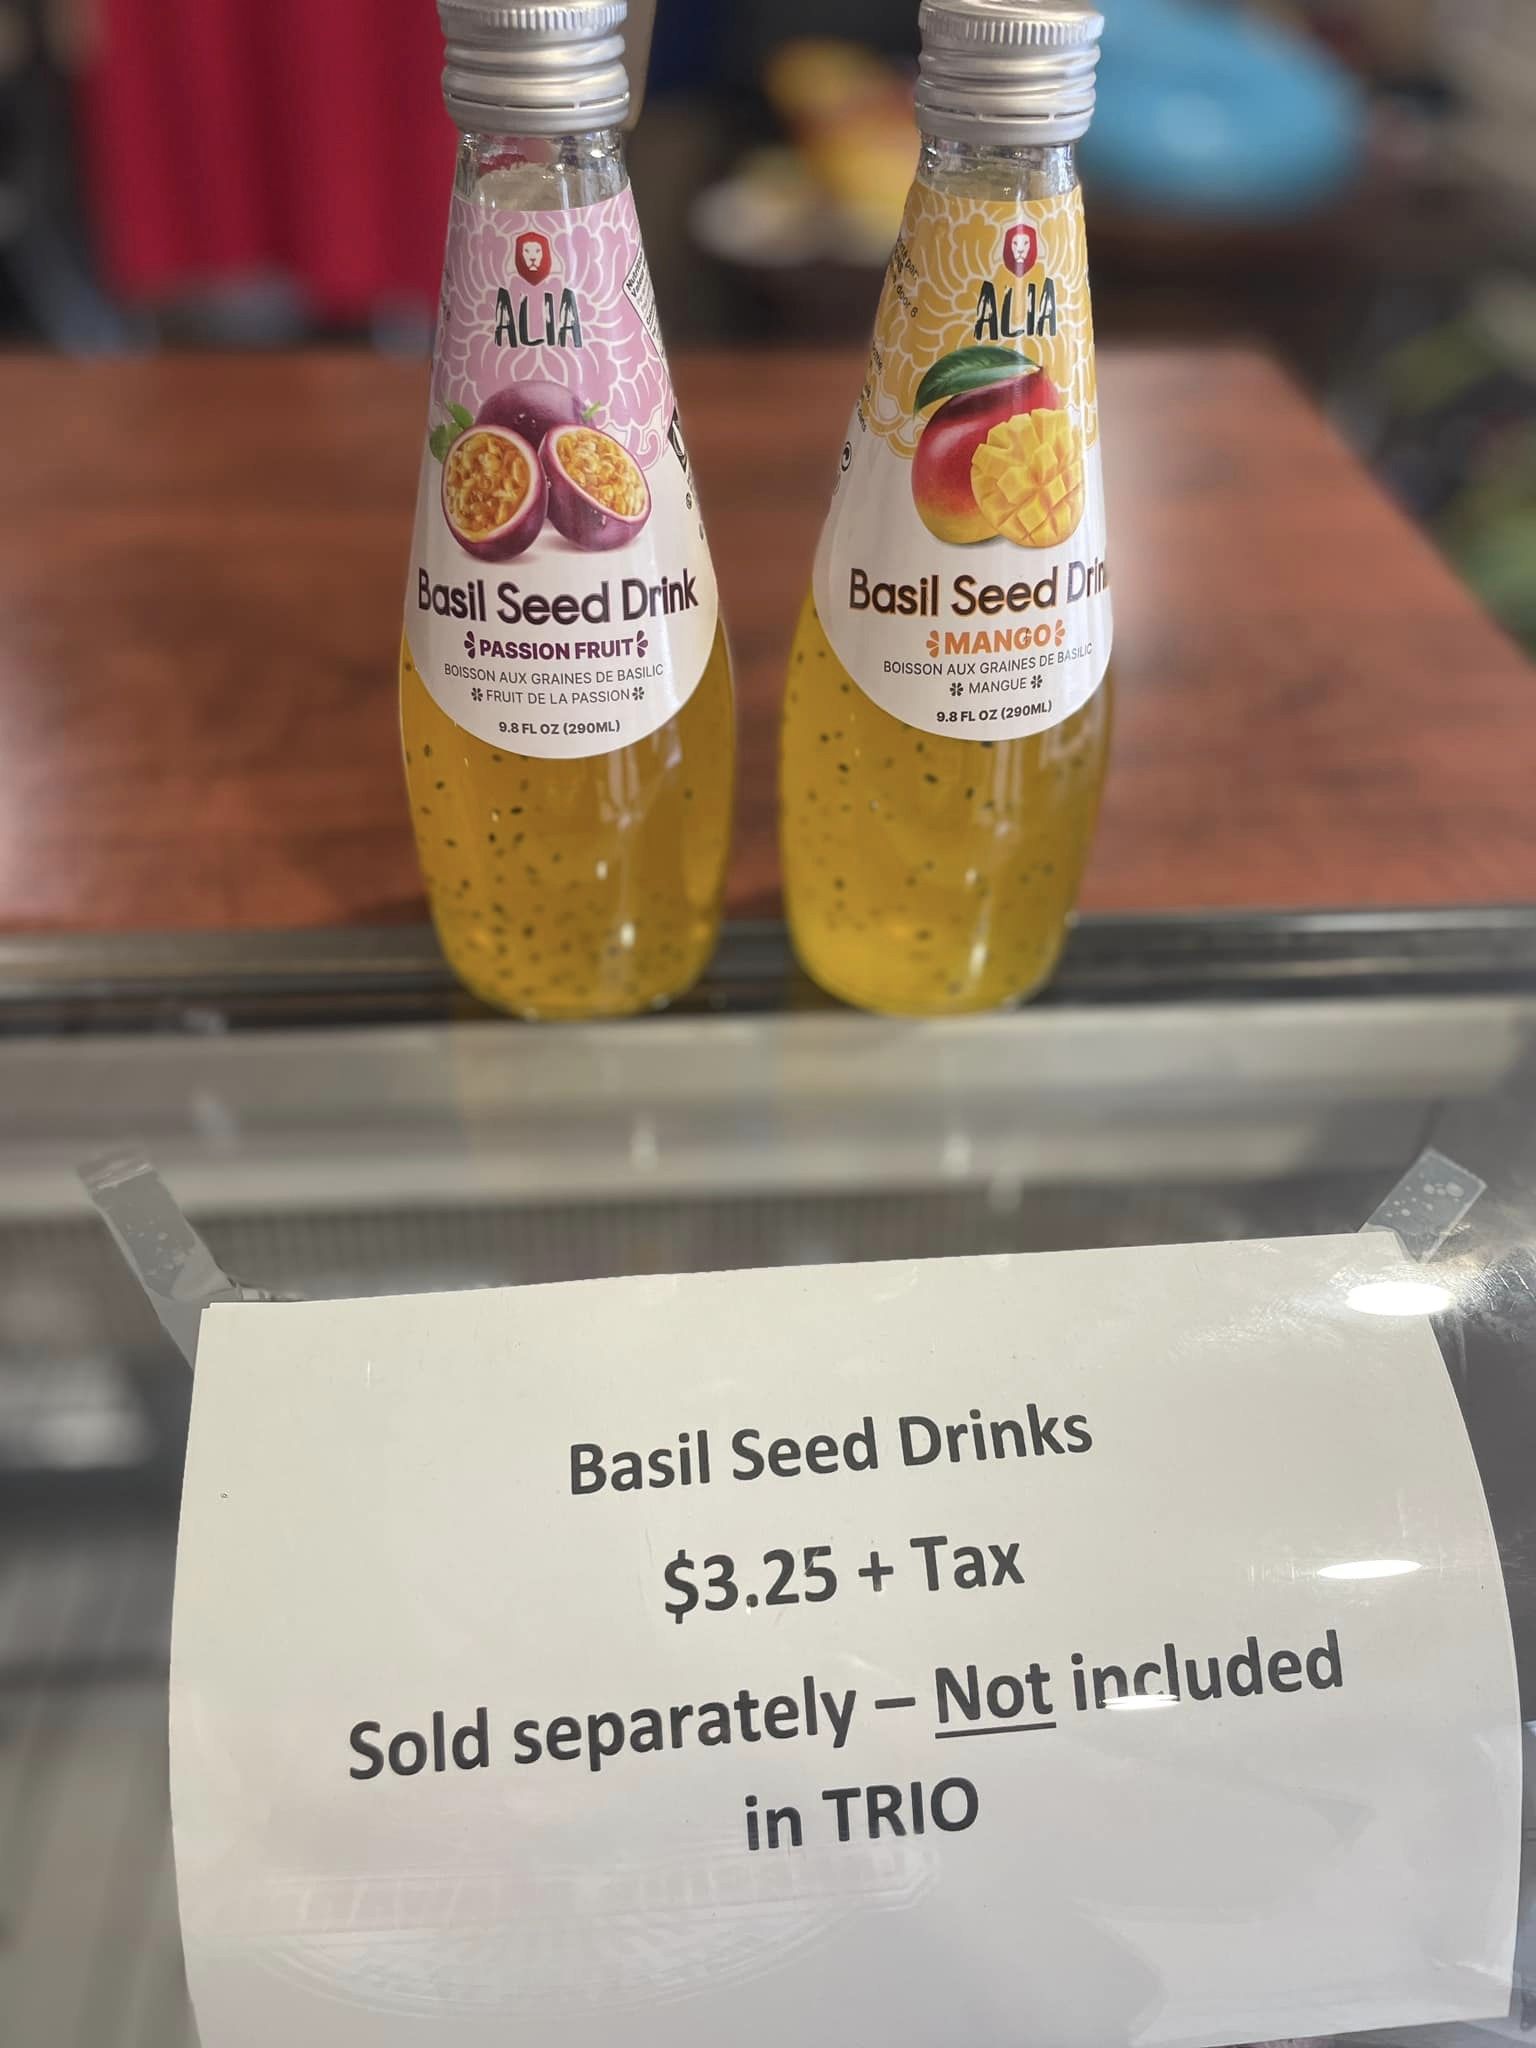 ALIA
Basil Seed Drink
PASSION FRUIT
BOISSON AUX GRAINES DE BASILIC
FRUIT DE LA PASSION
9.8 FL OZ (290ML)
ALIA
Basil Seed Drin
MANGO
BOISSON AUX GRAINES DE BASILIC
MANGUE
9.8 FL OZ (290ML)
Basil Seed Drinks
$3.25 + Tax
Sold separately – Not included
in TRIO